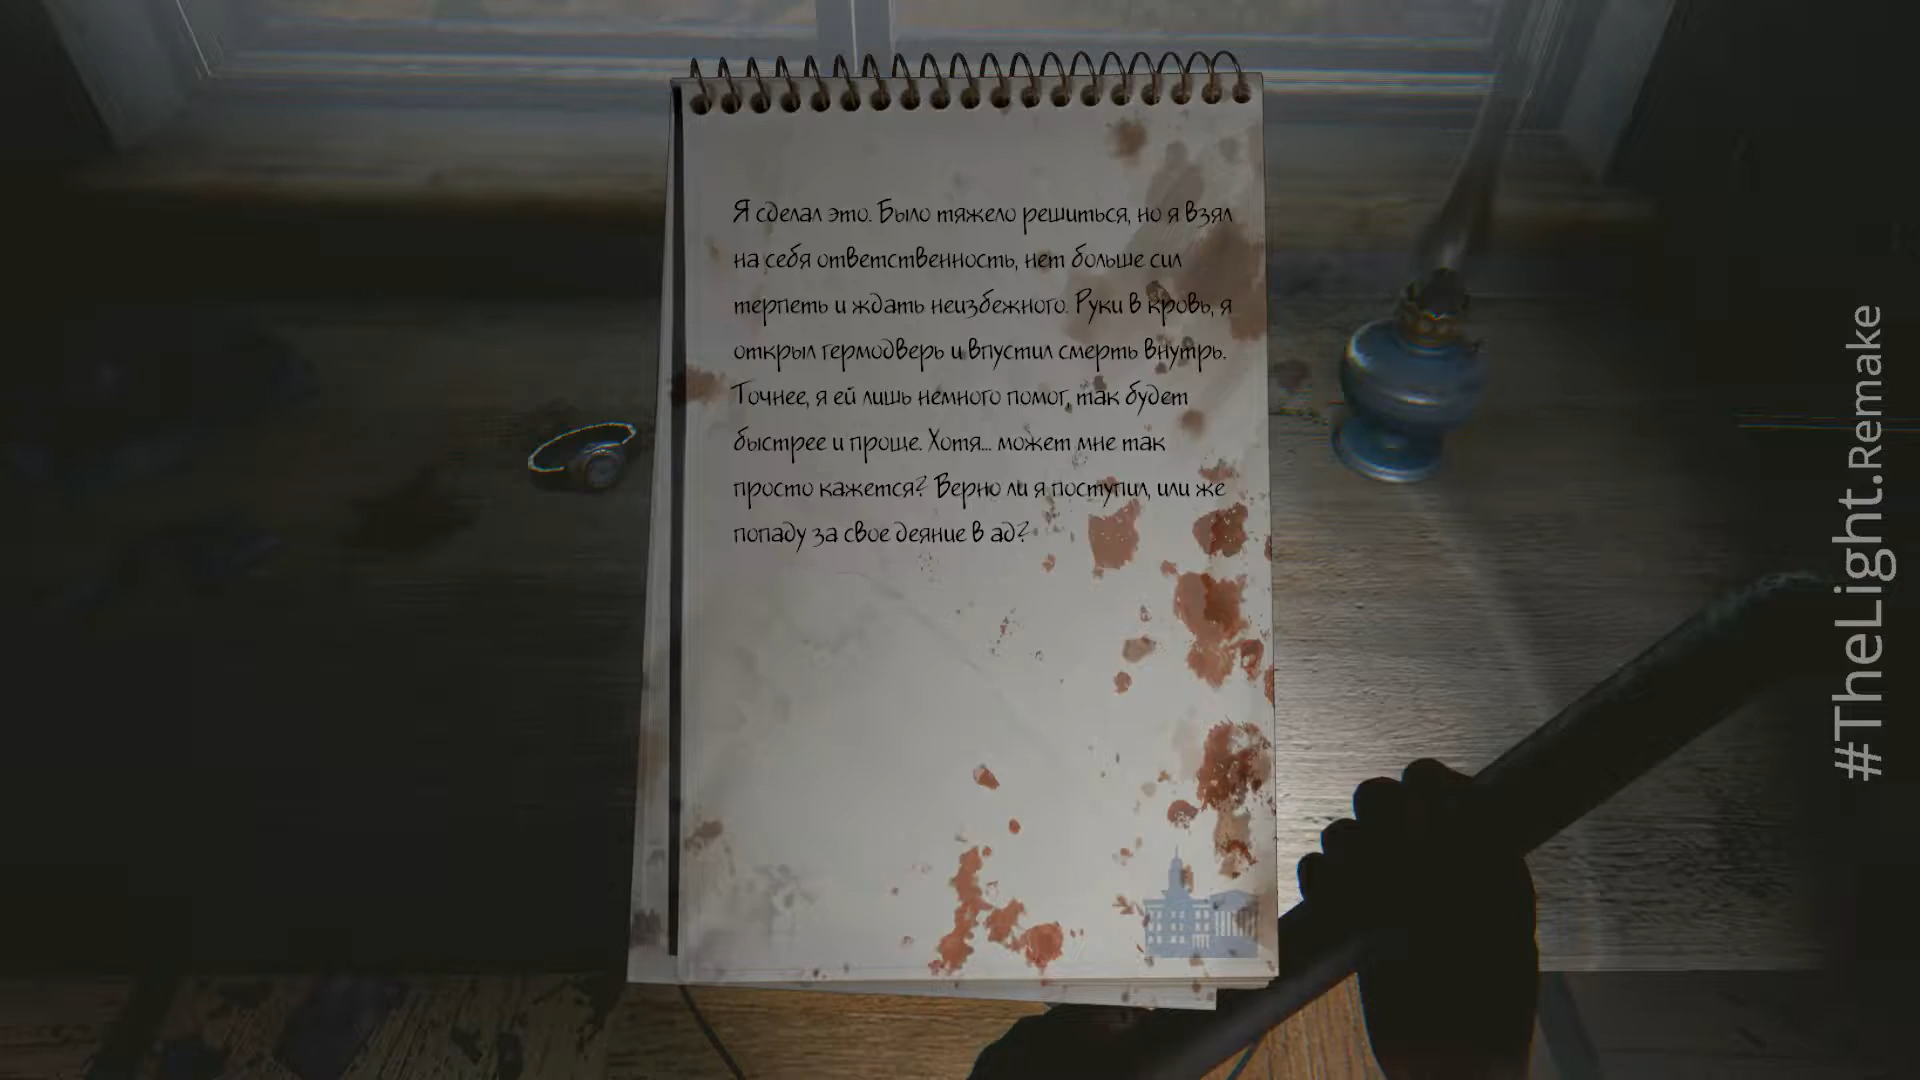 Я сделал это. Было тяжело решиться, но я взял
на себя ответственность, нет больше сил
терпеть и ждать неизбежного. Руки в кровь, я
открыл гермодверь и впустил смерть внутрь.
Точнее, я ей лишь немного помог, так будет
быстрее и проще. Хотя... может мне так
просто кажется? Верно ли я поступил, или же
попаду за свое деяние в ад?
#TheLight.Remake